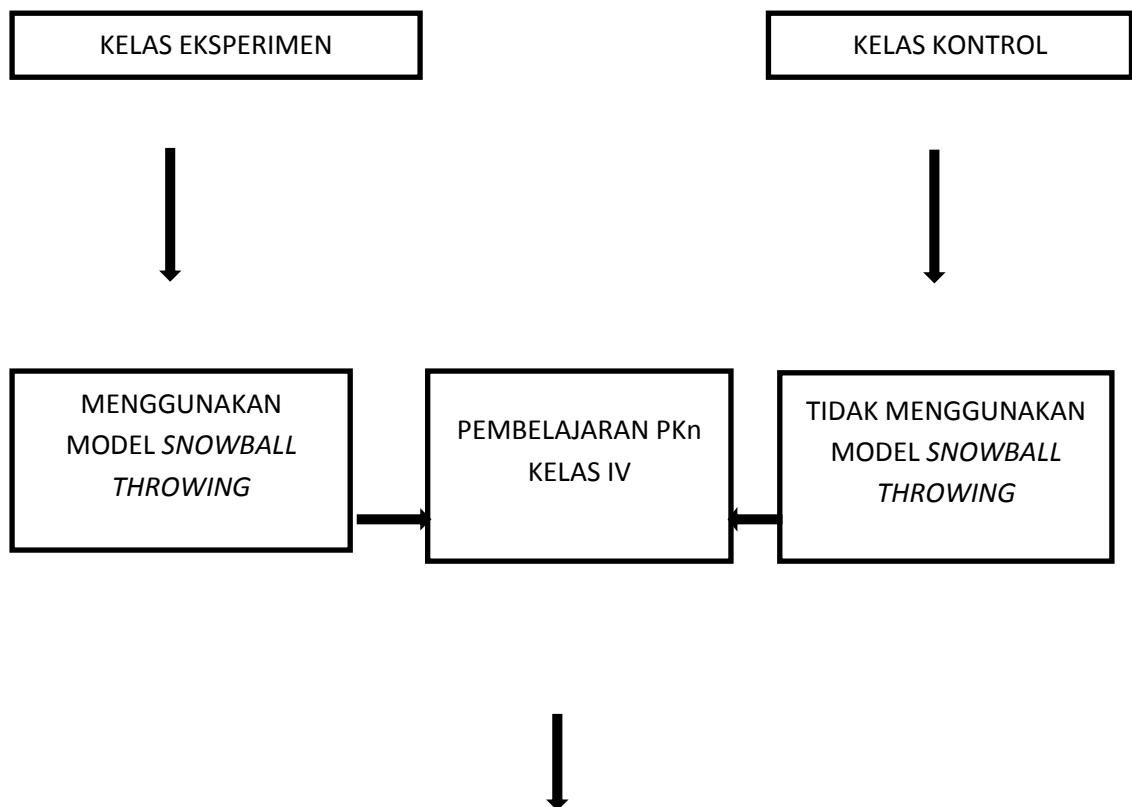 KELAS EKSPERIMEN
KELAS KONTROL
MENGGUNAKAN
MODEL SNOWBALL
THROWING
PEMBELAJARAN PKn
KELAS IV
TIDAK MENGGUNAKAN
MODEL SNOWBALL
THROWING